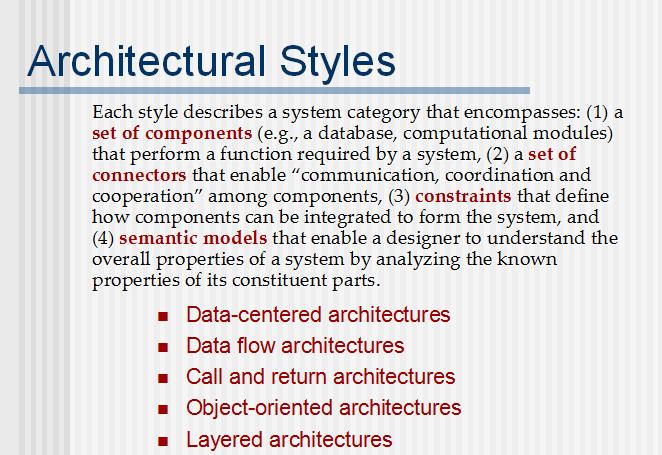 Architectural Styles
Each style describes a system category that encompasses: (1) a
set of components (e.g., a database, computational modules)
that perform a function required by a system, (2) a set of
connectors that enable “communication, coordination and
cooperation” among components, (3) constraints that define
how components can be integrated to form the system, and
(4) semantic models that enable a designer to understand the
overall properties of a system by analyzing the known
properties of its constituent parts.
Data-centered architectures
Data flow architectures
Call and return architectures
Object-oriented architectures
Layered architectures